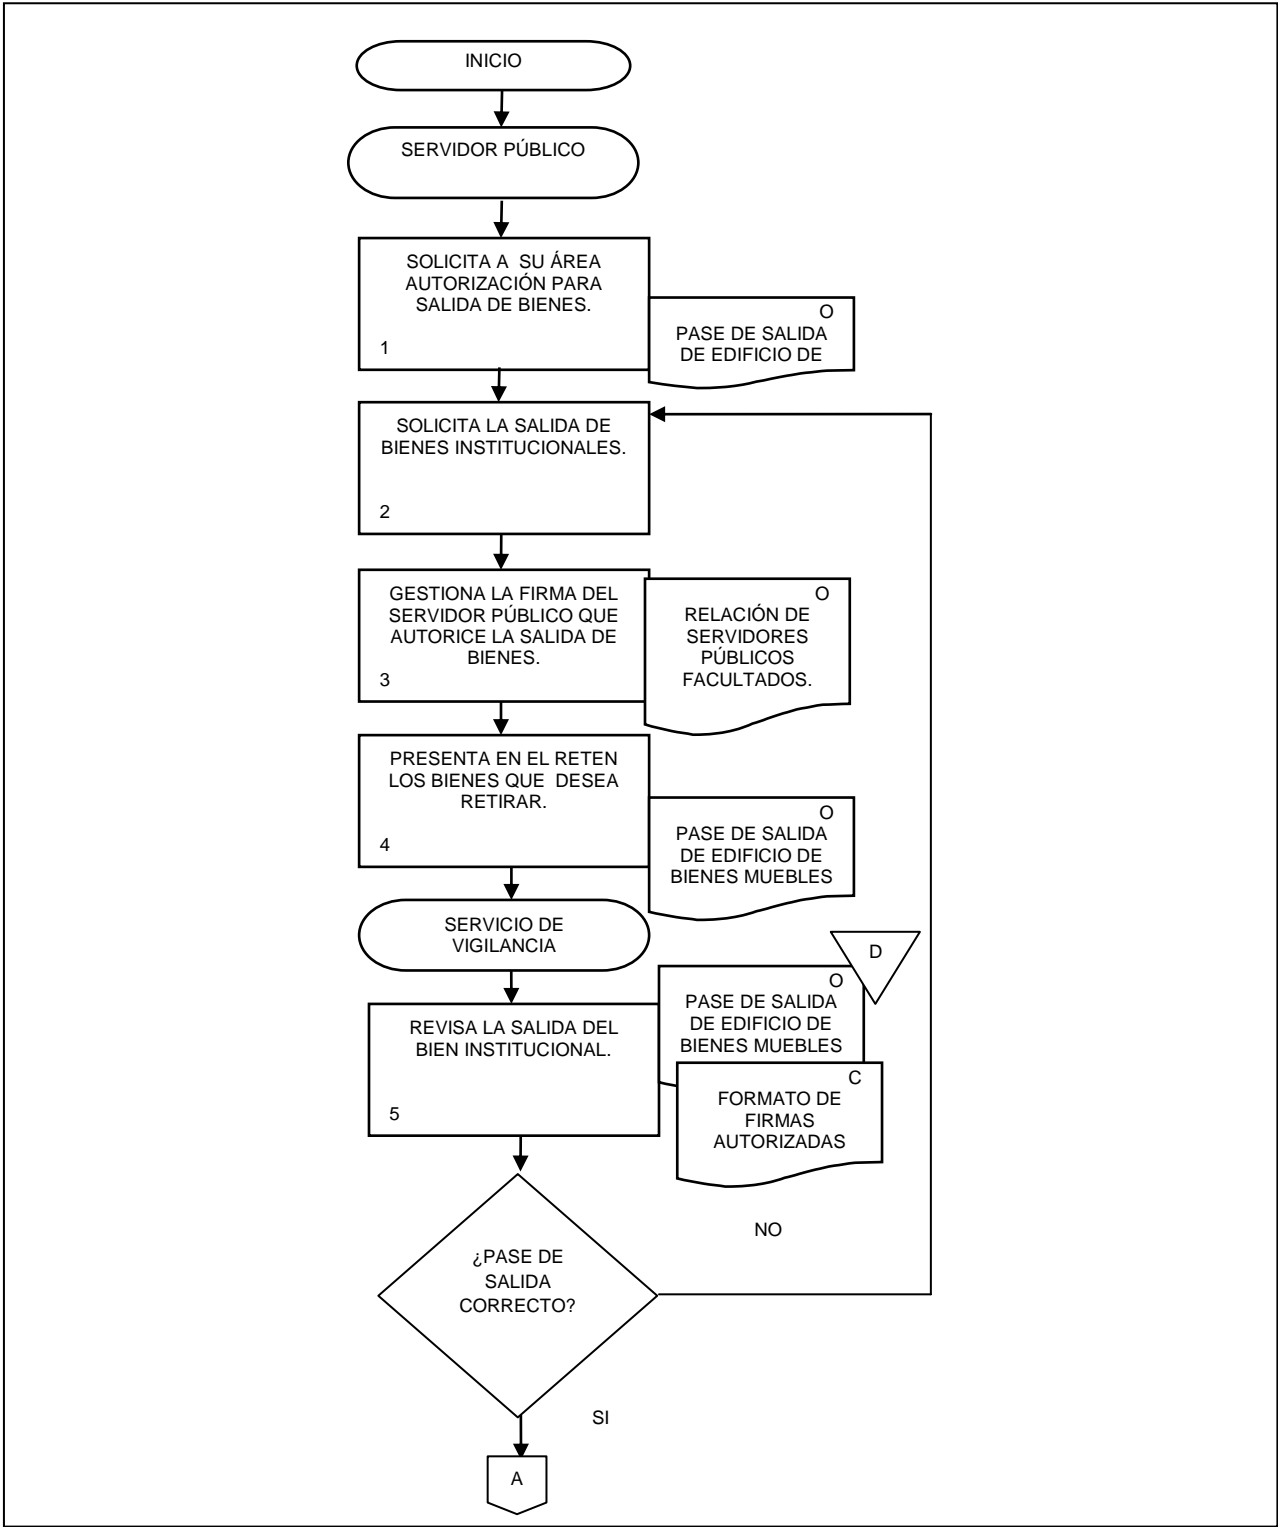 INICIO
SERVIDOR PÚBLICO
SOLICITA A SU ÁREA
AUTORIZACIÓN PARA
SALIDA DE BIENES.
1
O
PASE DE SALIDA
DE EDIFICIO DE
SOLICITA LA SALIDA DE
BIENES INSTITUCIONALES.
2
GESTIONA LA FIRMA DEL
SERVIDOR PÚBLICO QUE
AUTORICE LA SALIDA DE
BIENES.
3
O
RELACIÓN DE
SERVIDORES
PÚBLICOS
FACULTADOS.
PRESENTA EN EL RETEN
LOS BIENES QUE DESEA
RETIRAR.
4
O
PASE DE SALIDA
DE EDIFICIO DE
BIENES MUEBLES
SERVICIO DE
VIGILANCIA
D
REVISA LA SALIDA DEL
BIEN INSTITUCIONAL.
5
O
PASE DE SALIDA
DE EDIFICIO DE
BIENES MUEBLES
C
FORMATO DE
FIRMAS
AUTORIZADAS
¿PASE DE
SALIDA
CORRECTO?
NO
SI
A